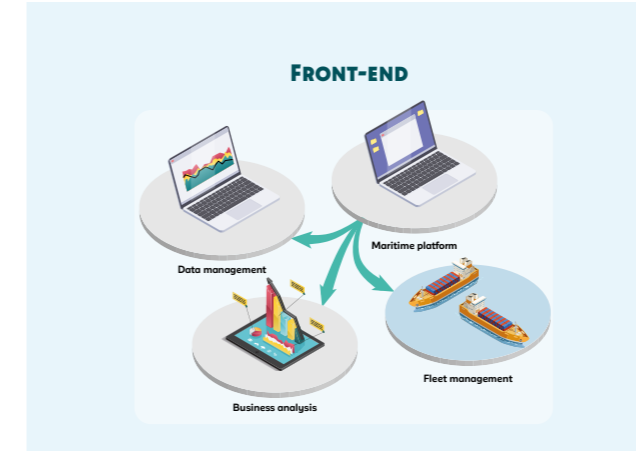 FRONT-END
Maritime platform
Data management
Fleet management
Business analysis